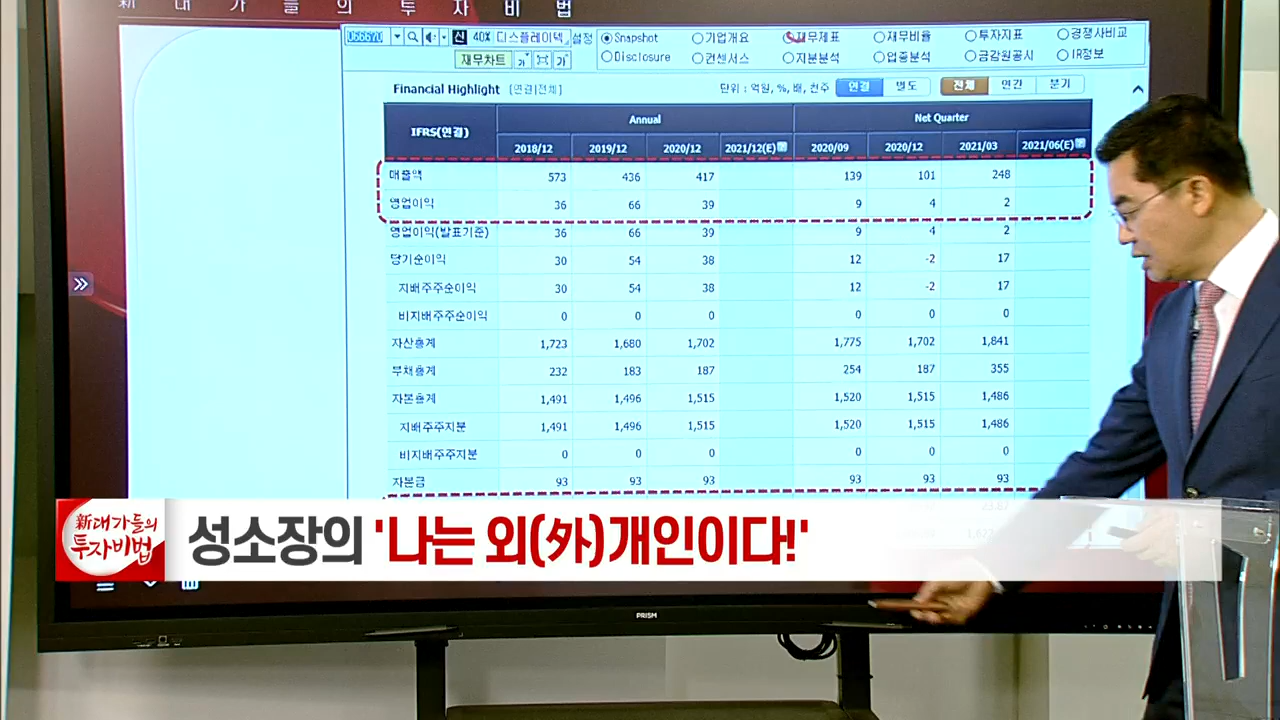 新 대 가 들 의 투 자 비 법
066670 신 40% 디스플레이텍 설정 Snapshot 기업개요 재무제표 재무비율 투자지표 경쟁사비교
재무차트 가 가 Disclosure 컨센서스 지분분석 업종분석 금감원공시 IR정보
Financial Highlight [연결|전체] 단위 : 억원, %, 배, 천주 연결 별도 전체 연간 분기
IFRS(연결) Annual Net Quarter
2018/12 2019/12 2020/12 2021/12(E) 2020/09 2020/12 2021/03 2021/06(E)
매출액 573 436 417 139 101 248
영업이익 36 66 39 9 4 2
영업이익(발표기준) 36 66 39 9 4 2
당기순이익 30 54 38 12 -2 17
지배주주순이익 30 54 38 12 -2 17
비지배주주순이익 0 0 0 0 0 0
자산총계 1,723 1,680 1,702 1,775 1,702 1,841
부채총계 232 183 187 254 187 355
자본총계 1,491 1,496 1,515 1,520 1,515 1,486
지배주주지분 1,491 1,496 1,515 1,520 1,515 1,486
비지배주주지분 0 0 0 0 0 0
자본금 93 93 93 93 93 93
23.67
新대가들의
투자비법
성소장의 '나는 외(外)개인이다!'
PRISM